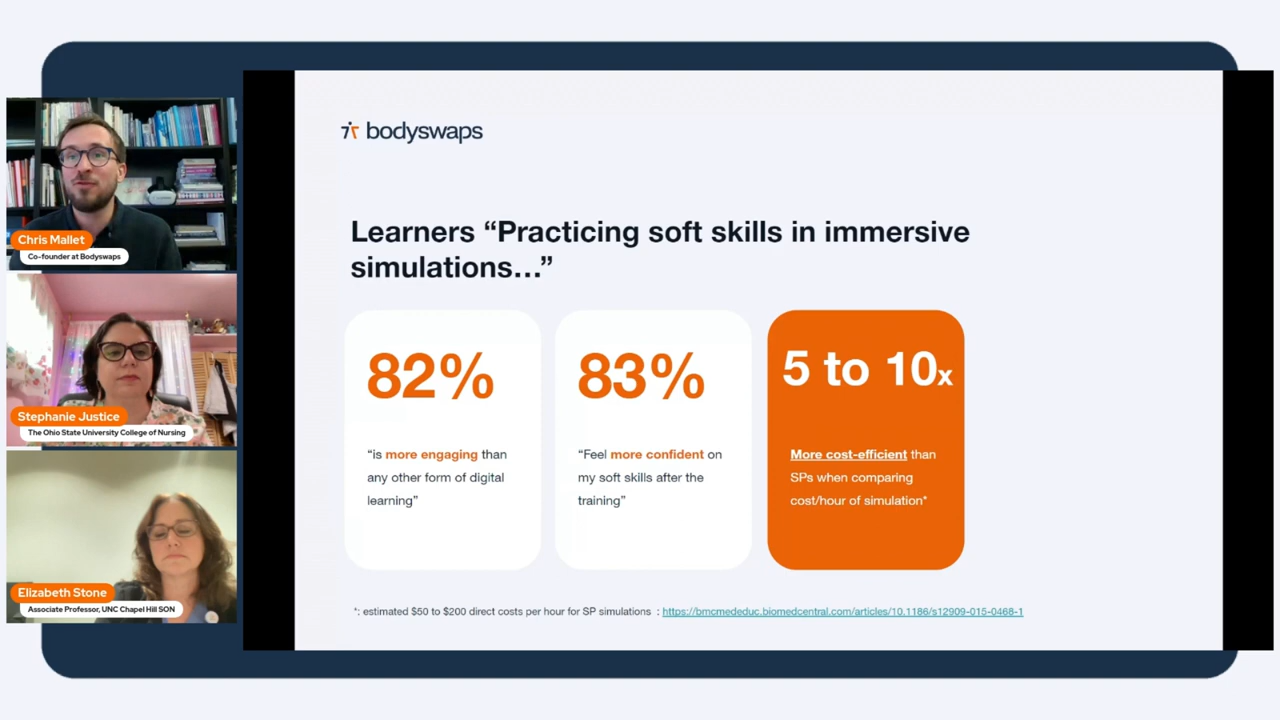 Chris Mallet
Co-founder at Bodyswaps
Stephanie Justice
The Ohio State University College of Nursing
Elizabeth Stone
Associate Professor, UNC Chapel Hill SON
bodyswaps
Learners “Practicing soft skills in immersive
simulations…”
82%
“is more engaging than
any other form of digital
learning”
83%
“Feel more confident on
my soft skills after the
training”
5 to 10x
More cost-efficient than
SPs when comparing
cost/hour of simulation*
*: estimated $50 to $200 direct costs per hour for SP simulations : https://bmcmededuc.biomedcentral.com/articles/10.1186/s12909-015-0468-1